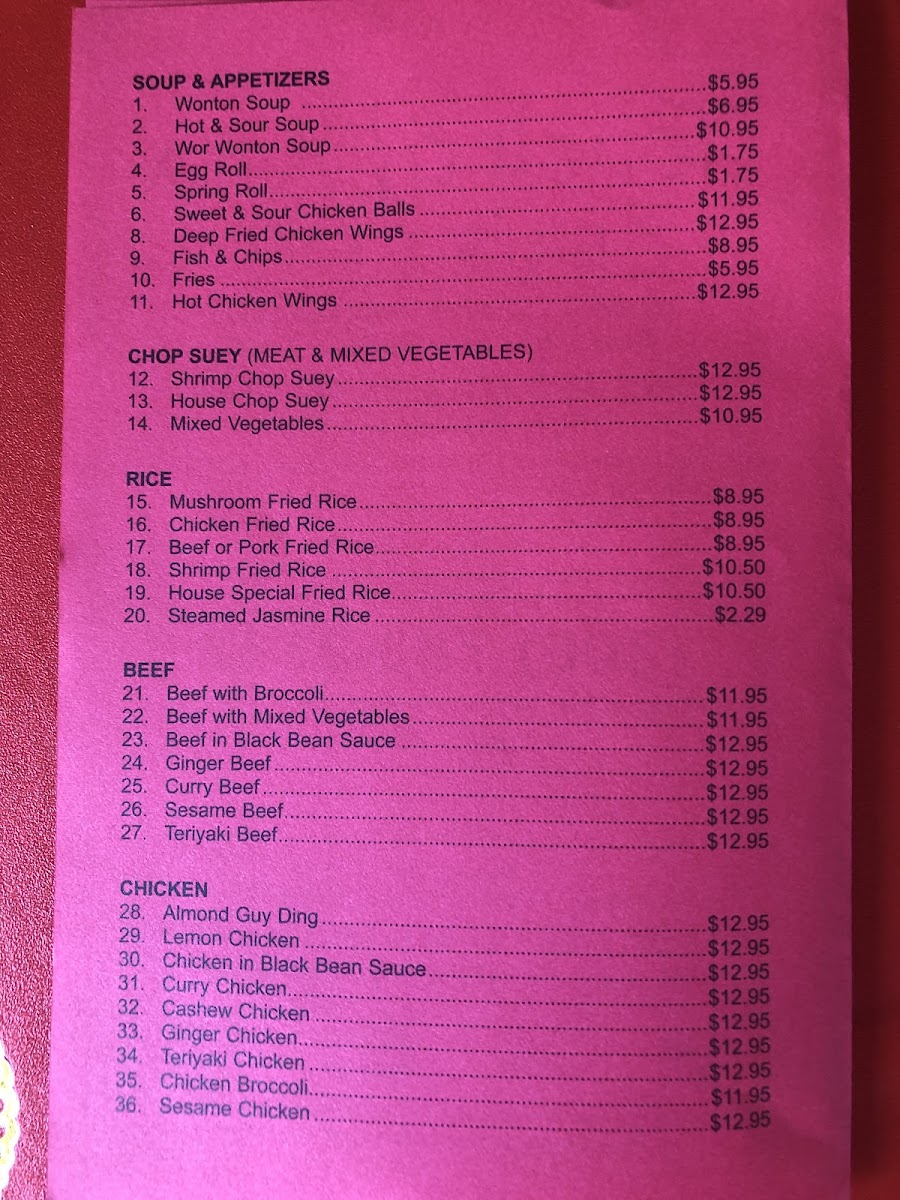 SOUP & APPETIZERS
1. Wonton Soup ........ $5.95
2. Hot & Sour Soup ........ $6.95
3. Wor Wonton Soup ........ $10.95
4. Egg Roll ........ $1.75
5. Spring Roll ........ $1.75
6. Sweet & Sour Chicken Balls ........ $11.95
8. Deep Fried Chicken Wings ........ $12.95
9. Fish & Chips ........ $8.95
10. Fries ........ $5.95
11. Hot Chicken Wings ........ $12.95
CHOP SUEY (MEAT & MIXED VEGETABLES)
12. Shrimp Chop Suey ........ $12.95
13. House Chop Suey ........ $12.95
14. Mixed Vegetables ........ $10.95
RICE
15. Mushroom Fried Rice ........ $8.95
16. Chicken Fried Rice ........ $8.95
17. Beef or Pork Fried Rice ........ $8.95
18. Shrimp Fried Rice ........ $10.50
19. House Special Fried Rice ........ $10.50
20. Steamed Jasmine Rice ........ $2.29
BEEF
21. Beef with Broccoli ........ $11.95
22. Beef with Mixed Vegetables ........ $11.95
23. Beef in Black Bean Sauce ........ $12.95
24. Ginger Beef ........ $12.95
25. Curry Beef ........ $12.95
26. Sesame Beef ........ $12.95
27. Teriyaki Beef ........ $12.95
CHICKEN
28. Almond Guy Ding ........ $12.95
29. Lemon Chicken ........ $12.95
30. Chicken in Black Bean Sauce ........ $12.95
31. Curry Chicken ........ $12.95
32. Cashew Chicken ........ $12.95
33. Ginger Chicken ........ $12.95
34. Teriyaki Chicken ........ $12.95
35. Chicken Broccoli ........ $11.95
36. Sesame Chicken ........ $12.95